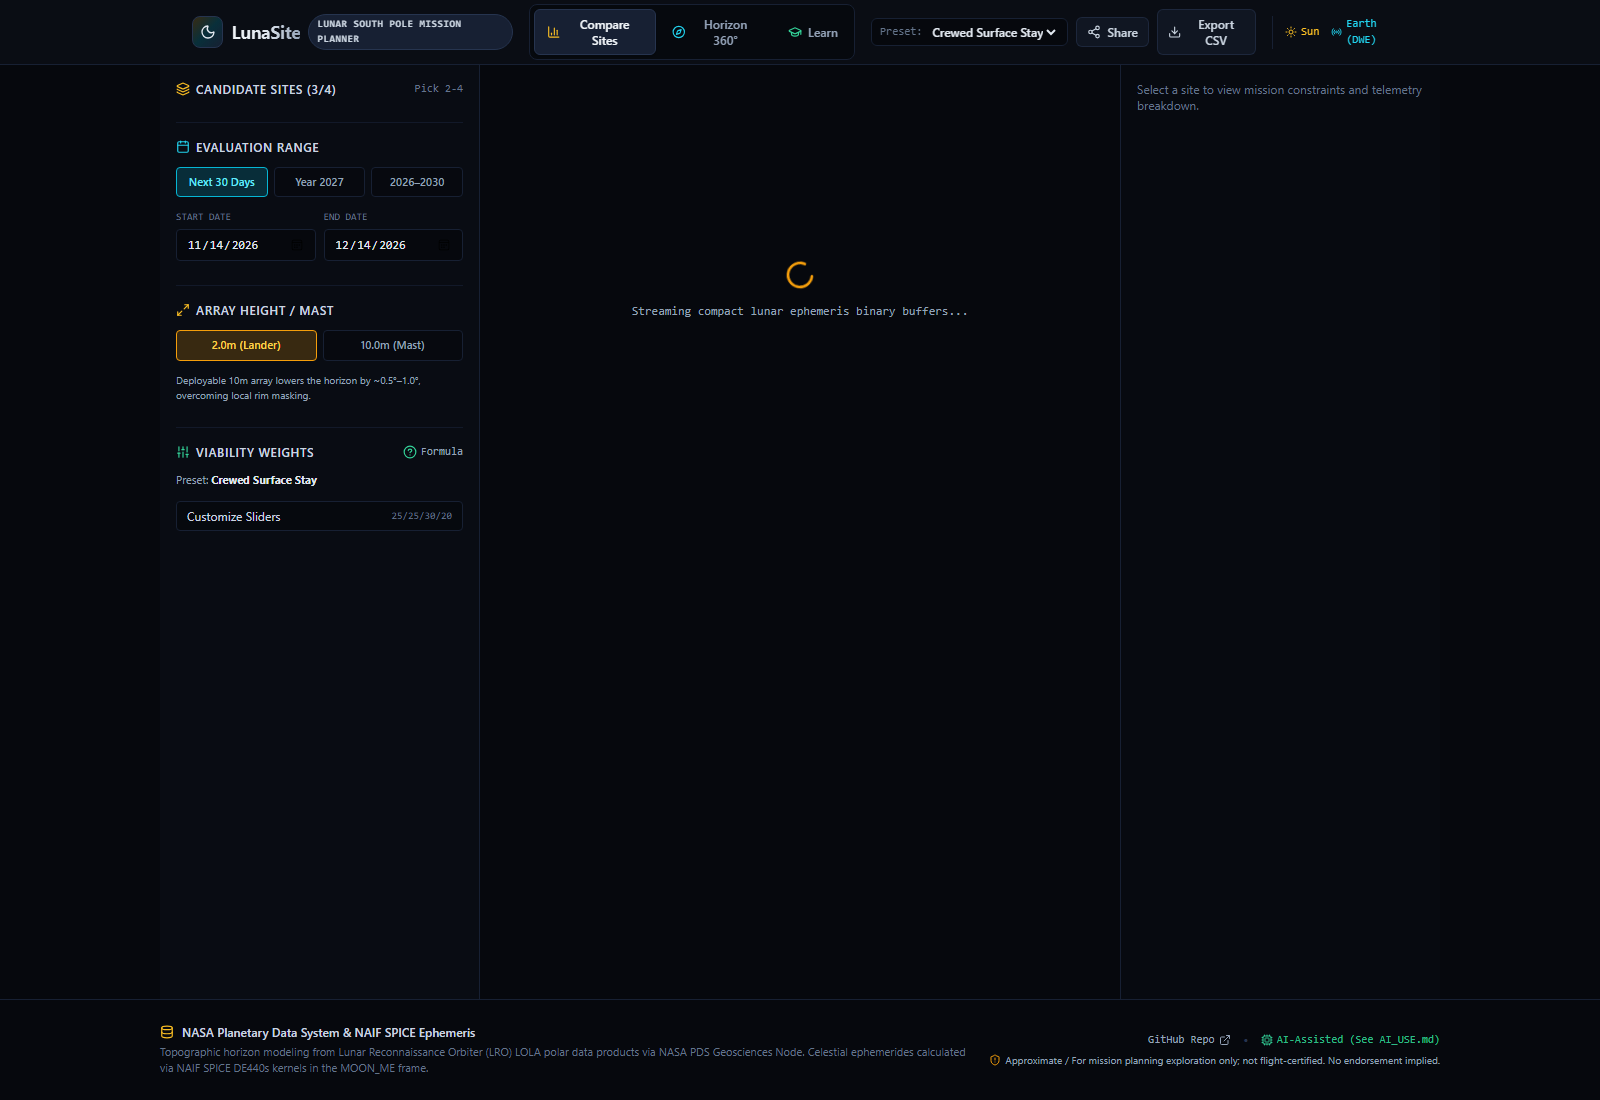 LunaSite
LUNAR SOUTH POLE MISSION
PLANNER
Compare
Sites
Horizon
360°
Learn
Preset: Crewed Surface Stay
Share
Export
CSV
Sun
Earth
(DWE)
CANDIDATE SITES (3/4)
Pick 2-4
EVALUATION RANGE
Next 30 Days
Year 2027
2026–2030
START DATE
END DATE
11/14/2026
12/14/2026
ARRAY HEIGHT / MAST
2.0m (Lander)
10.0m (Mast)
Deployable 10m array lowers the horizon by ~0.5°–1.0°,
overcoming local rim masking.
VIABILITY WEIGHTS
Formula
Preset: Crewed Surface Stay
Customize Sliders
25/25/30/20
Streaming compact lunar ephemeris binary buffers...
Select a site to view mission constraints and telemetry
breakdown.
NASA Planetary Data System & NAIF SPICE Ephemeris
Topographic horizon modeling from Lunar Reconnaissance Orbiter (LRO) LOLA polar data products via NASA PDS Geosciences Node. Celestial ephemerides calculated
via NAIF SPICE DE440s kernels in the MOON_ME frame.
GitHub Repo
•
AI-Assisted (See AI_USE.md)
Approximate / For mission planning exploration only; not flight-certified. No endorsement implied.